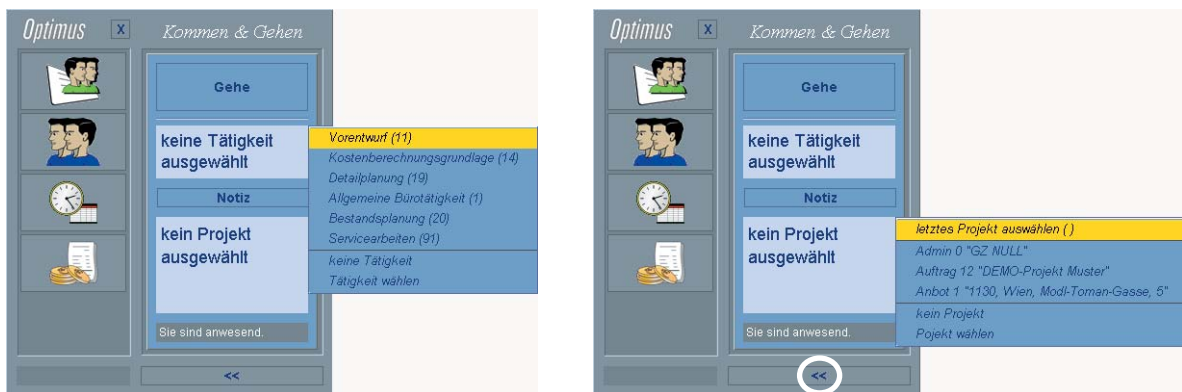 Optimus X Kommen & Gehen
Gehe
keine Tätigkeit
ausgewählt
Notiz
kein Projekt
ausgewählt
Sie sind anwesend.
<<
Vorentwurf (11)
Kostenberechnungsgrundlage (14)
Detailplanung (19)
Allgemeine Bürotätigkeit (1)
Bestandsplanung (20)
Servicearbeiten (91)
keine Tätigkeit
Tätigkeit wählen
Optimus X Kommen & Gehen
Gehe
keine Tätigkeit
ausgewählt
Notiz
kein Projekt
ausgewählt
Sie sind anwesend.
<<
letztes Projekt auswählen ( )
Admin 0 "GZ NULL"
Auftrag 12 "DEMO-Projekt Muster"
Anbot 1 "1130, Wien, Modl-Toman-Gasse, 5"
kein Projekt
Pojekt wählen